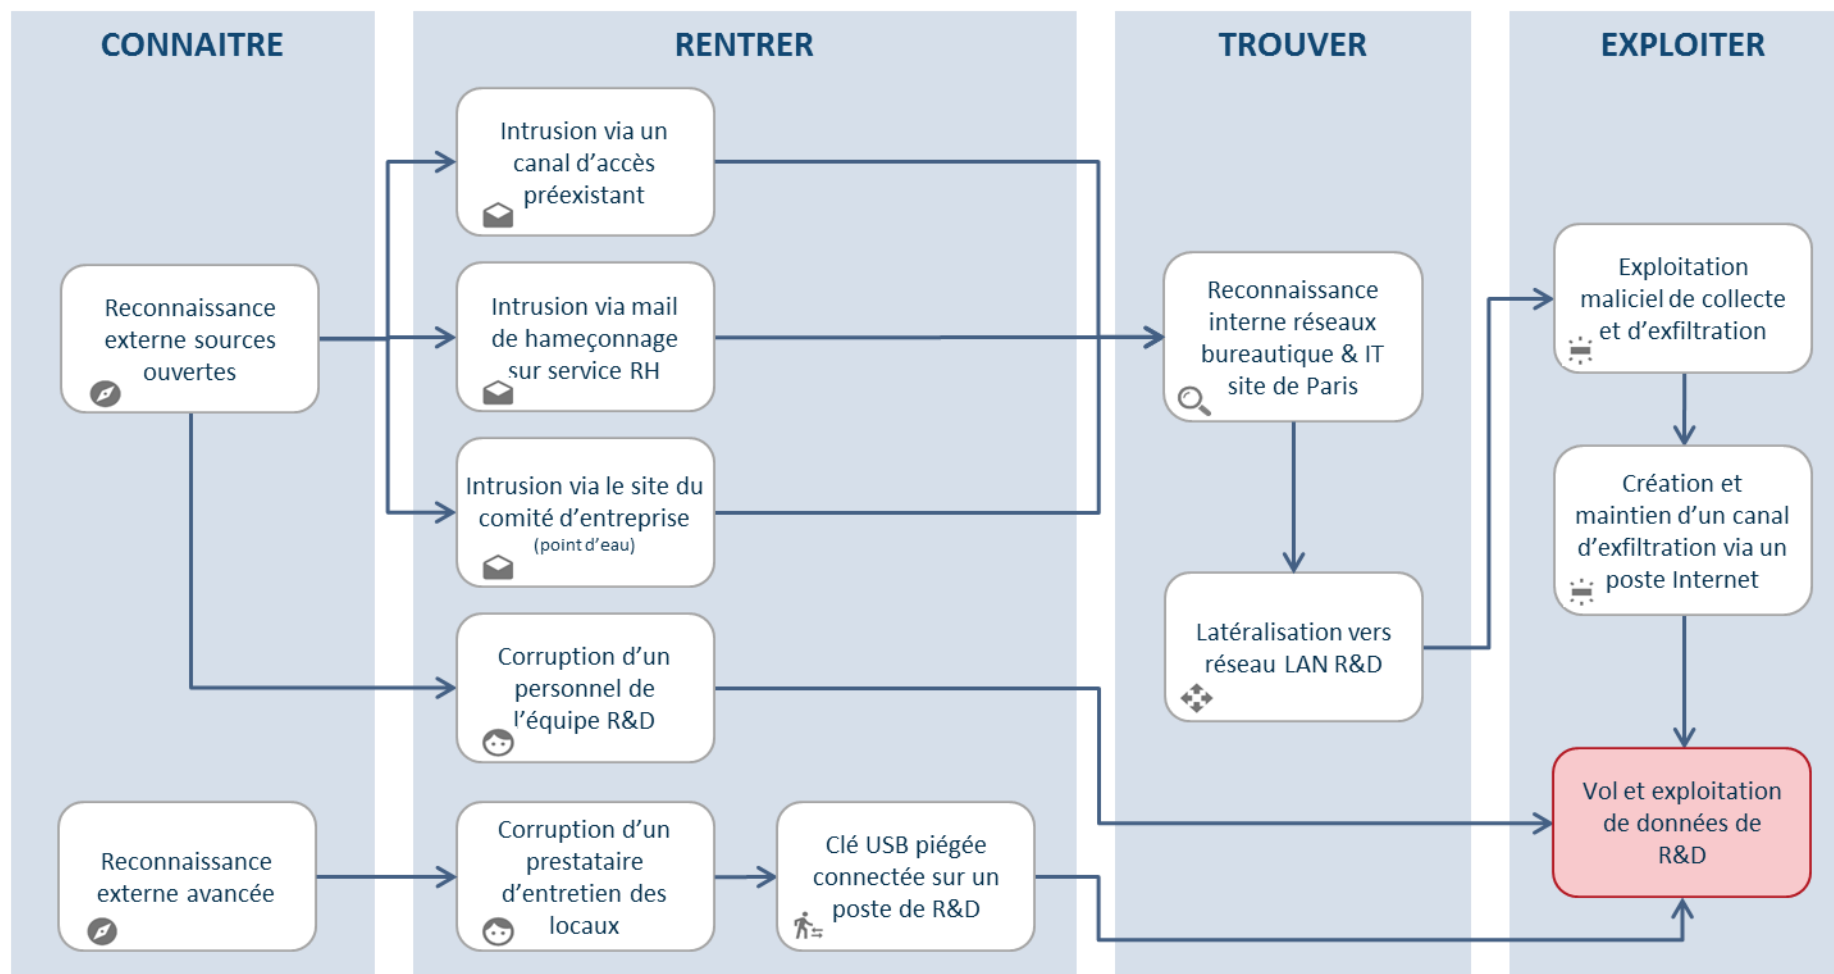 CONNAITRE
RENTRER
TROUVER
EXPLOITER
Reconnaissance
externe sources
ouvertes
Reconnaissance
externe avancée
Intrusion via un
canal d'accès
préexistant
Intrusion via mail
de hameçonnage
sur service RH
Intrusion via le site du
comité d'entreprise
(point d'eau)
Corruption d'un
personnel de
l'équipe R&D
Corruption d'un
prestataire
d'entretien des
locaux
Clé USB piégée
connectée sur un
poste de R&D
Reconnaissance
interne réseaux
bureautique & IT
site de Paris
Latéralisation vers
réseau LAN R&D
Exploitation
maliciel de collecte
et d'exfiltration
Création et
maintien d'un canal
d'exfiltration via un
poste Internet
Vol et exploitation
de données de
R&D